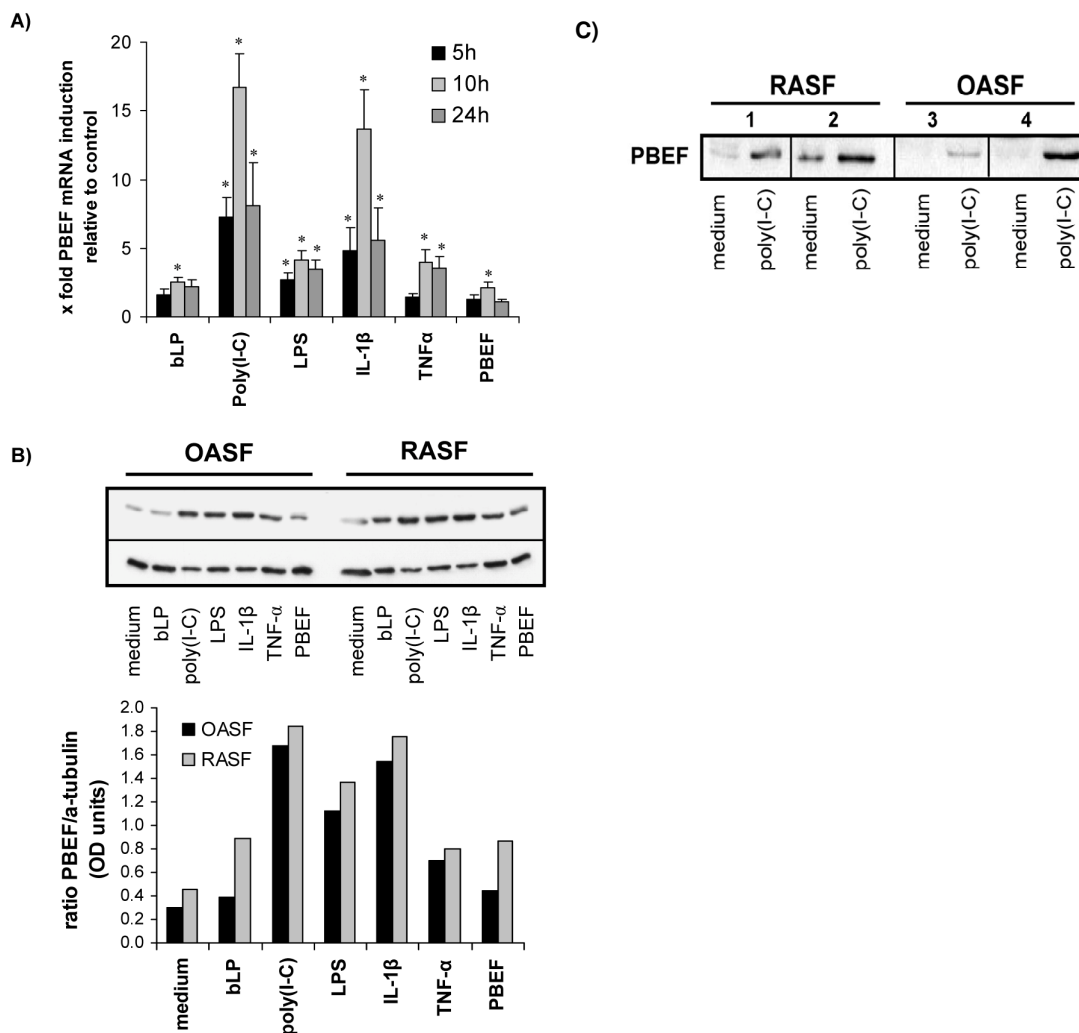 A)
x fold PBEF mRNA induction
relative to control
20
15
10
5
0
5h
10h
24h
* * * * * * * * * * * * *
bLP
Poly(I-C)
LPS
IL-1β
TNFα
PBEF
C)
RASF OASF
1 2 3 4
PBEF
medium
poly(I-C)
medium
poly(I-C)
medium
poly(I-C)
medium
poly(I-C)
B)
OASF RASF
medium
bLP
poly(I-C)
LPS
IL-1β
TNF-α
PBEF
medium
bLP
poly(I-C)
LPS
IL-1β
TNF-α
PBEF
ratio PBEF/a-tubulin
(OD units)
2.0
1.8
1.6
1.4
1.2
1.0
0.8
0.6
0.4
0.2
0.0
OASF
RASF
medium
bLP
poly(I-C)
LPS
IL-1β
TNF-α
PBEF